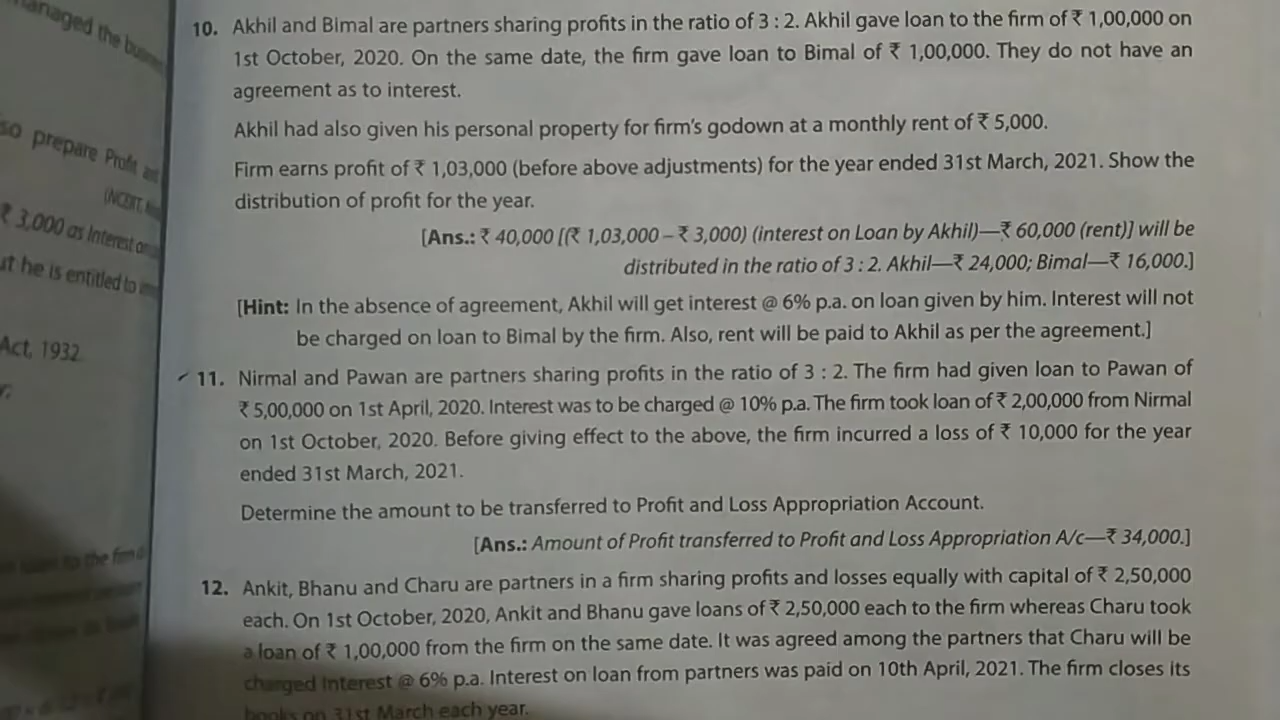 managed the
so prepare Profit and
₹ 3,000 as Interest on
ut he is entitled to
Act, 1932
10. Akhil and Bimal are partners sharing profits in the ratio of 3 : 2. Akhil gave loan to the firm of ₹ 1,00,000 on
1st October, 2020. On the same date, the firm gave loan to Bimal of ₹ 1,00,000. They do not have an
agreement as to interest.
Akhil had also given his personal property for firm's godown at a monthly rent of ₹ 5,000.
Firm earns profit of ₹ 1,03,000 (before above adjustments) for the year ended 31st March, 2021. Show the
distribution of profit for the year.
[Ans.: ₹ 40,000 [(₹ 1,03,000 – ₹ 3,000) (interest on Loan by Akhil)—₹ 60,000 (rent)] will be
distributed in the ratio of 3 : 2. Akhil—₹ 24,000; Bimal—₹ 16,000.]
[Hint: In the absence of agreement, Akhil will get interest @ 6% p.a. on loan given by him. Interest will not
be charged on loan to Bimal by the firm. Also, rent will be paid to Akhil as per the agreement.]
11. Nirmal and Pawan are partners sharing profits in the ratio of 3 : 2. The firm had given loan to Pawan of
₹ 5,00,000 on 1st April, 2020. Interest was to be charged @ 10% p.a. The firm took loan of ₹ 2,00,000 from Nirmal
on 1st October, 2020. Before giving effect to the above, the firm incurred a loss of ₹ 10,000 for the year
ended 31st March, 2021.
Determine the amount to be transferred to Profit and Loss Appropriation Account.
[Ans.: Amount of Profit transferred to Profit and Loss Appropriation A/c—₹ 34,000.]
12. Ankit, Bhanu and Charu are partners in a firm sharing profits and losses equally with capital of ₹ 2,50,000
each. On 1st October, 2020, Ankit and Bhanu gave loans of ₹ 2,50,000 each to the firm whereas Charu took
a loan of ₹ 1,00,000 from the firm on the same date. It was agreed among the partners that Charu will be
charged Interest @ 6% p.a. Interest on loan from partners was paid on 10th April, 2021. The firm closes its
books on 31st March each year.